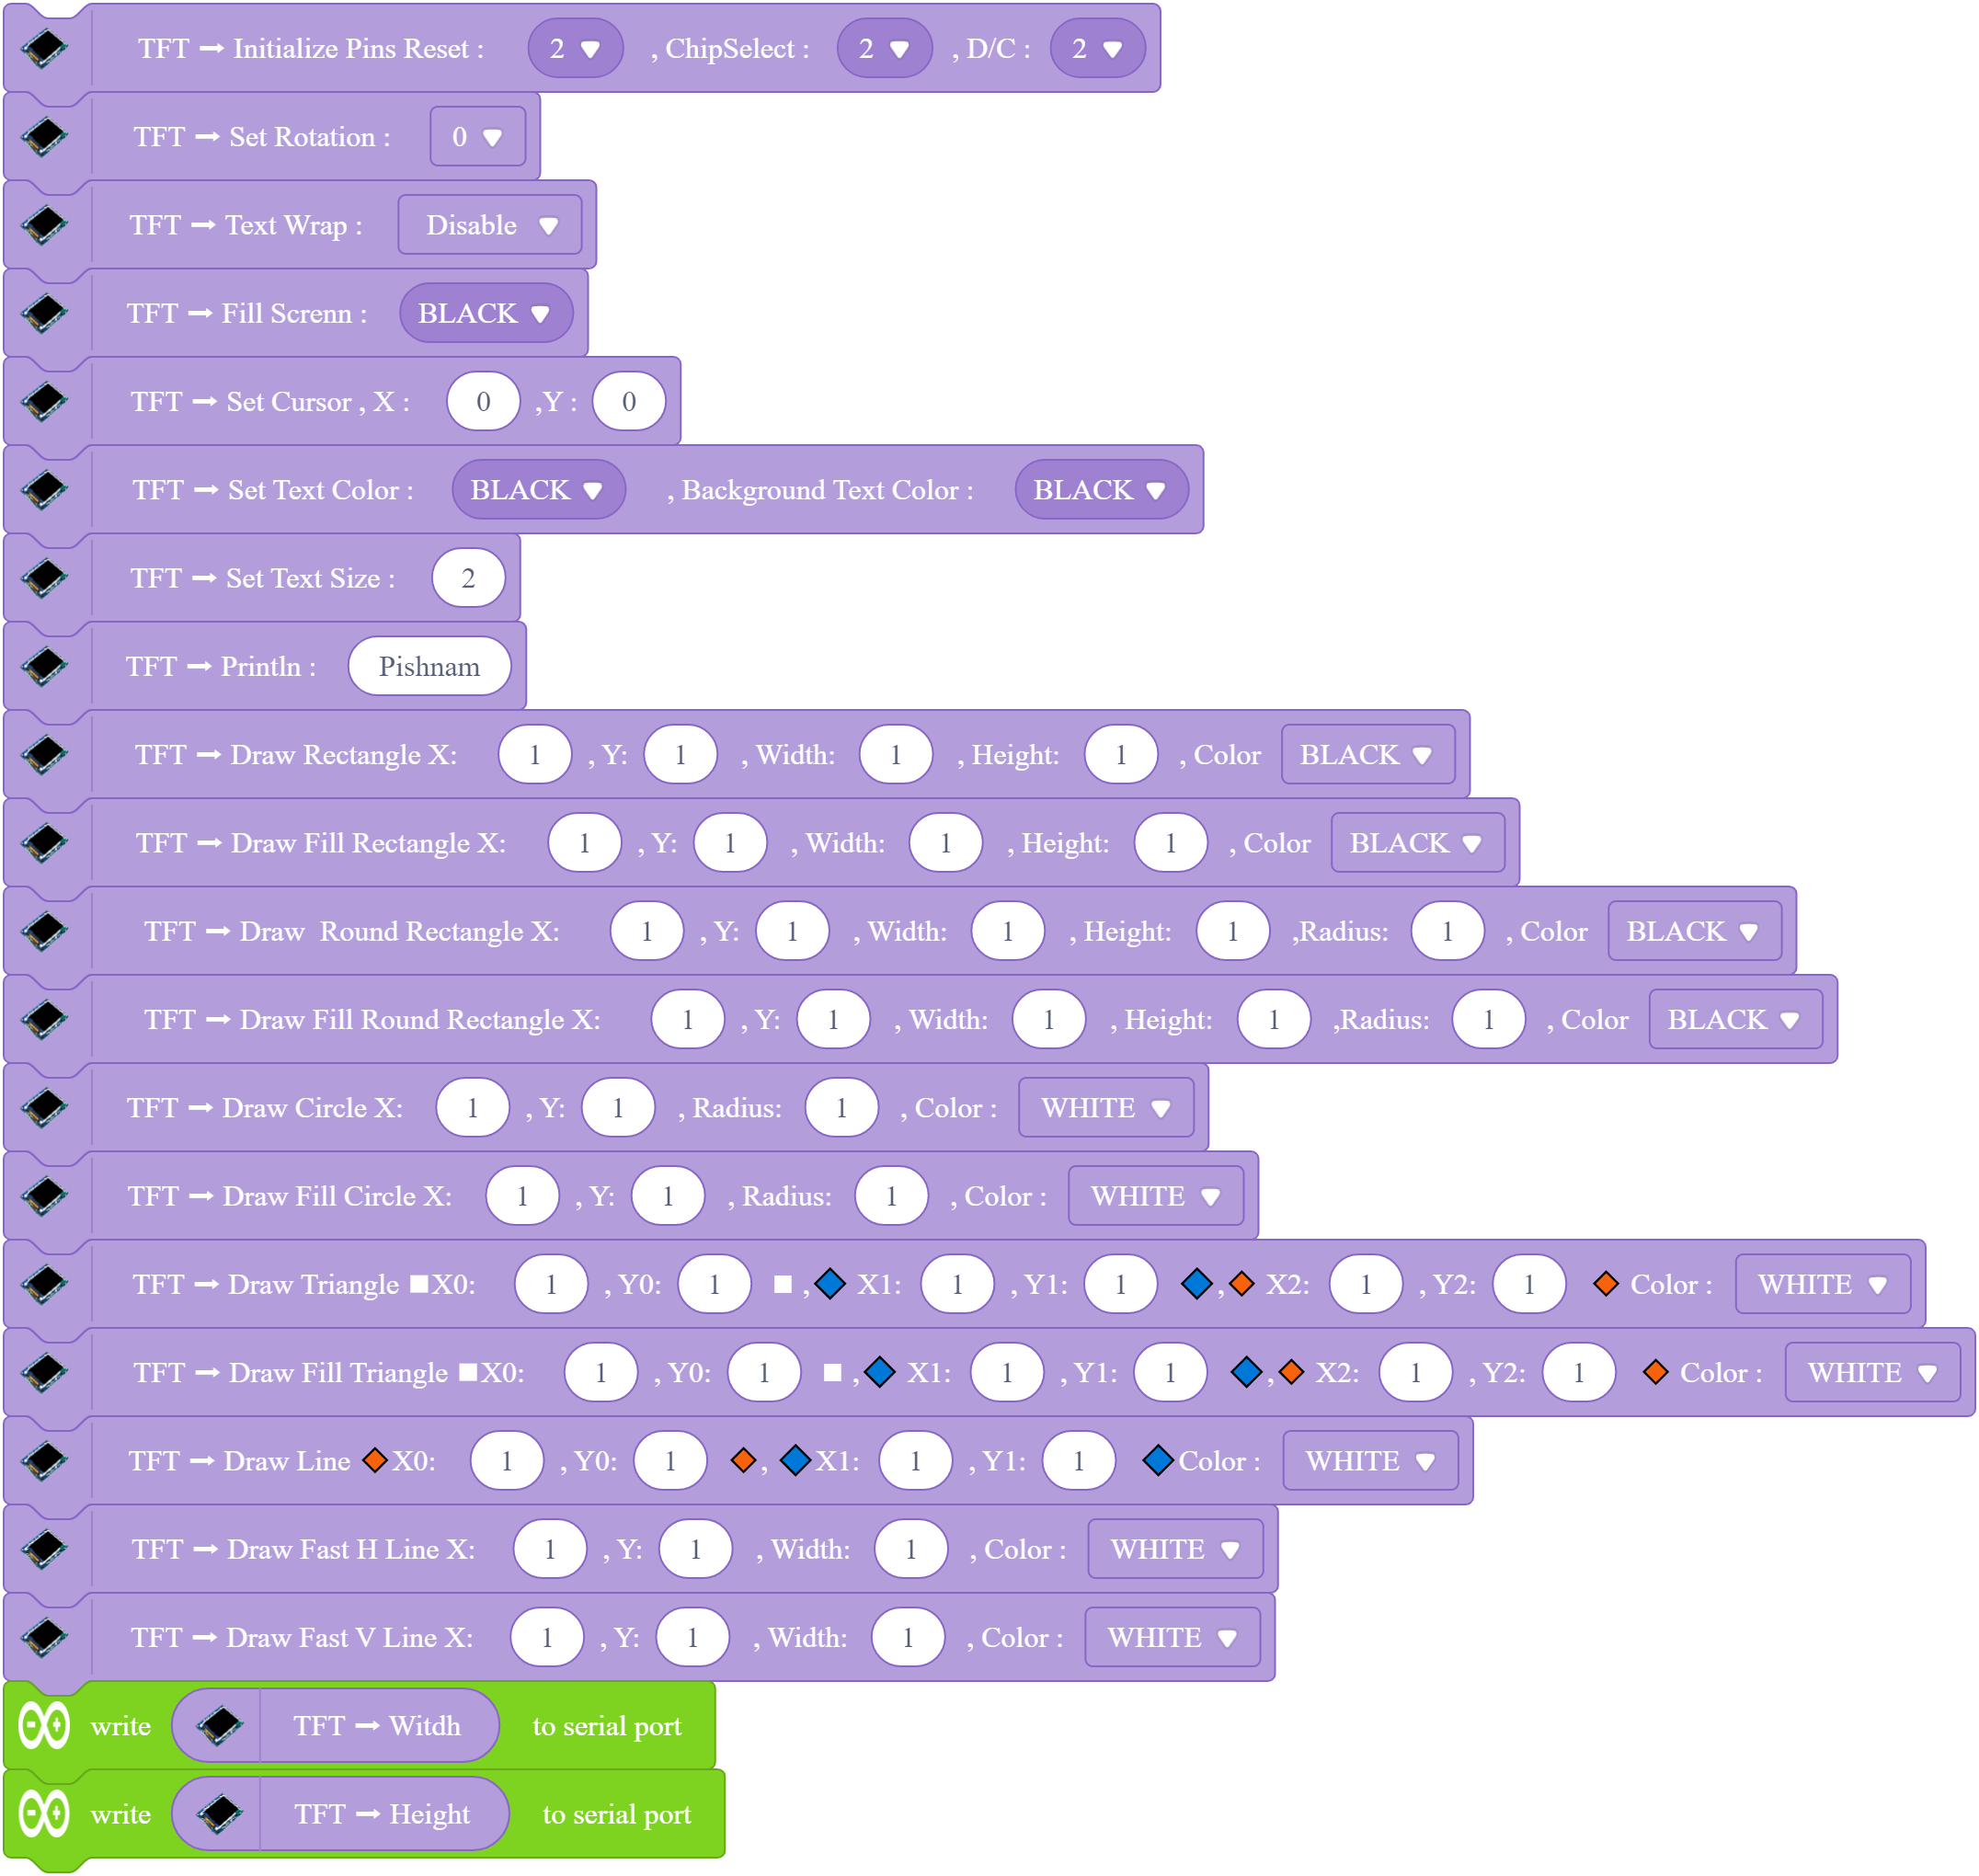 TFT → Initialize Pins Reset : 2 , ChipSelect : 2 , D/C : 2
TFT → Set Rotation : 0
TFT → Text Wrap : Disable
TFT → Fill Screnn : BLACK
TFT → Set Cursor , X : 0 ,Y : 0
TFT → Set Text Color : BLACK , Background Text Color : BLACK
TFT → Set Text Size : 2
TFT → Println : Pishnam
TFT → Draw Rectangle X: 1 , Y: 1 , Width: 1 , Height: 1 , Color BLACK
TFT → Draw Fill Rectangle X: 1 , Y: 1 , Width: 1 , Height: 1 , Color BLACK
TFT → Draw Round Rectangle X: 1 , Y: 1 , Width: 1 , Height: 1 ,Radius: 1 , Color BLACK
TFT → Draw Fill Round Rectangle X: 1 , Y: 1 , Width: 1 , Height: 1 ,Radius: 1 , Color BLACK
TFT → Draw Circle X: 1 , Y: 1 , Radius: 1 , Color : WHITE
TFT → Draw Fill Circle X: 1 , Y: 1 , Radius: 1 , Color : WHITE
TFT → Draw Triangle ◻X0: 1 , Y0: 1 ◻ ,🔷 X1: 1 , Y1: 1 🔷,🔸 X2: 1 , Y2: 1 🔸 Color : WHITE
TFT → Draw Fill Triangle ◻X0: 1 , Y0: 1 ◻ ,🔷 X1: 1 , Y1: 1 🔷,🔸 X2: 1 , Y2: 1 🔸 Color : WHITE
TFT → Draw Line 🔸X0: 1 , Y0: 1 🔸, 🔷X1: 1 , Y1: 1 🔷Color : WHITE
TFT → Draw Fast H Line X: 1 , Y: 1 , Width: 1 , Color : WHITE
TFT → Draw Fast V Line X: 1 , Y: 1 , Width: 1 , Color : WHITE
write TFT → Witdh to serial port
write TFT → Height to serial port